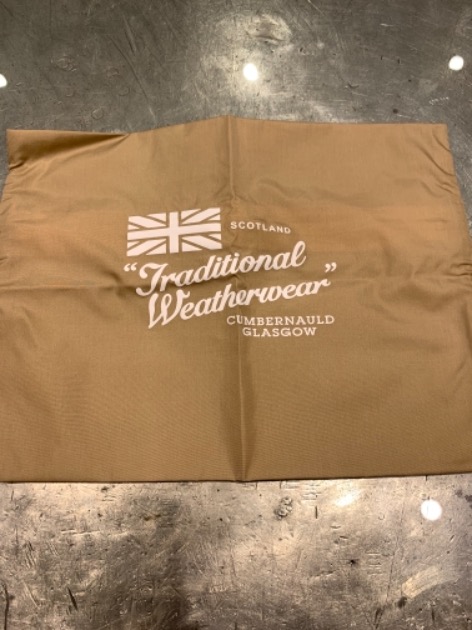 SCOTLAND
"Traditional
Weatherwear"
CUMBERNAULD
GLASGOW